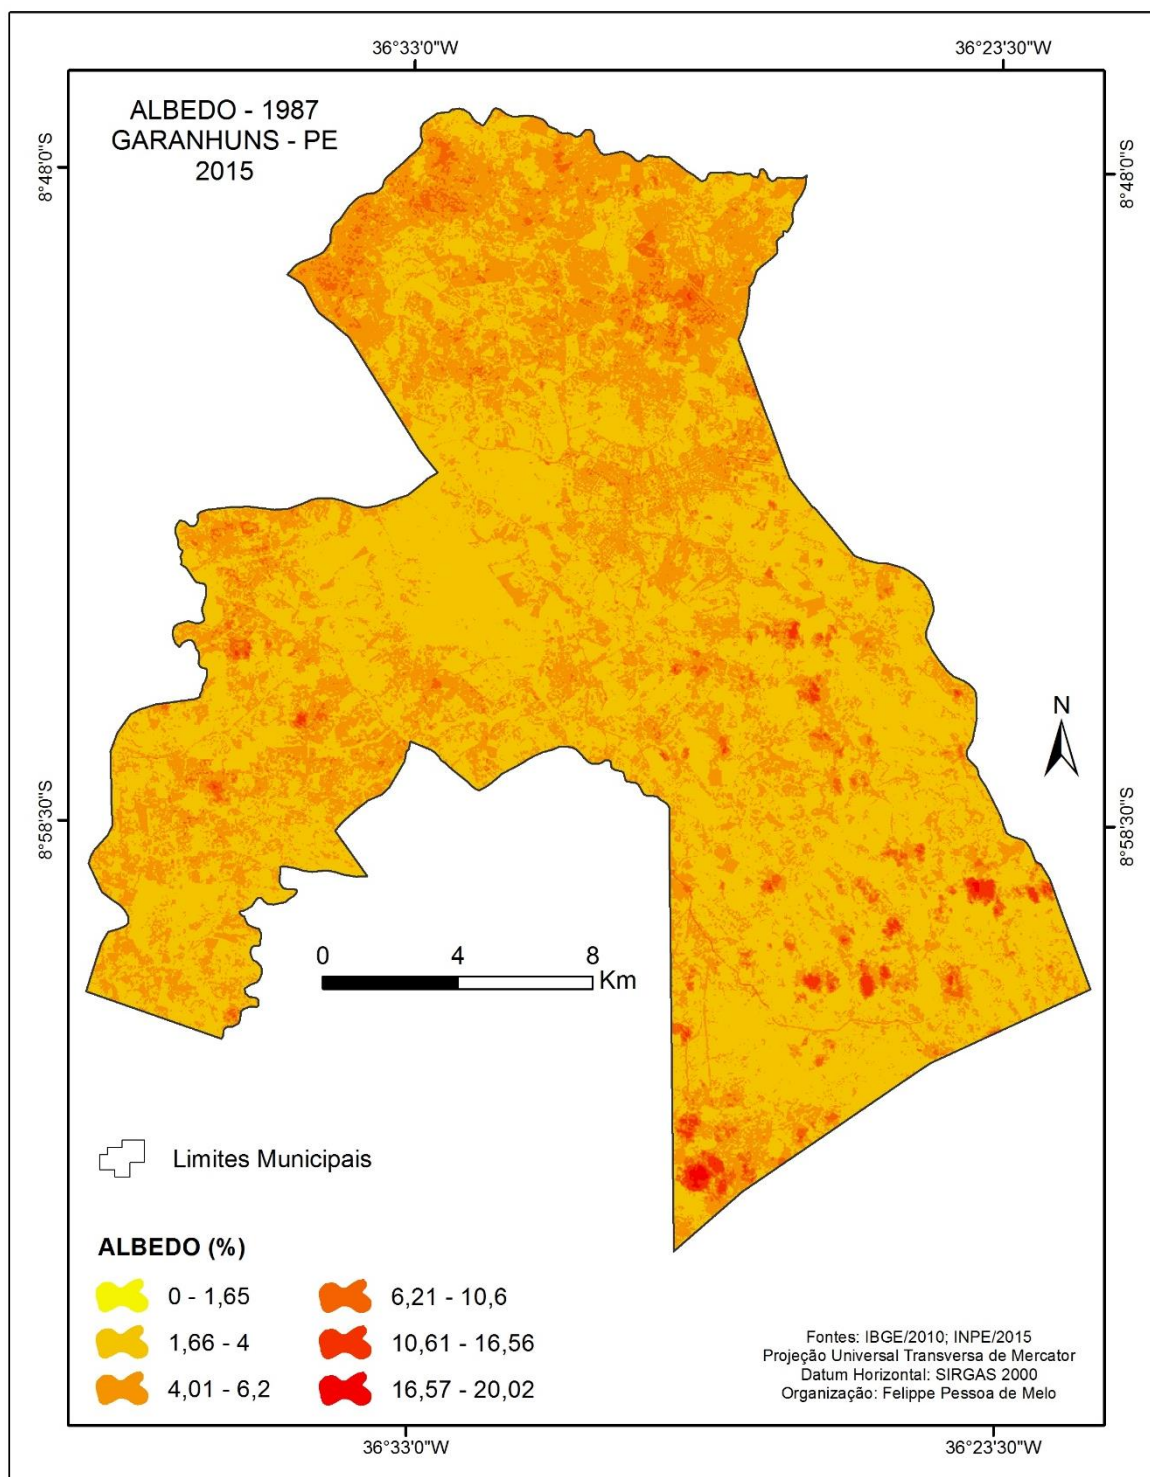 36°33'0"W
36°23'30"W
ALBEDO - 1987
GARANHUNS - PE
2015
8°48'0"S
8°48'0"S
N
8°58'30"S
8°58'30"S
0 4 8
Km
Limites Municipais
ALBEDO (%)
0 - 1,65
6,21 - 10,6
1,66 - 4
10,61 - 16,56
4,01 - 6,2
16,57 - 20,02
Fontes: IBGE/2010; INPE/2015
Projeção Universal Transversa de Mercator
Datum Horizontal: SIRGAS 2000
Organização: Felippe Pessoa de Melo
36°33'0"W
36°23'30"W